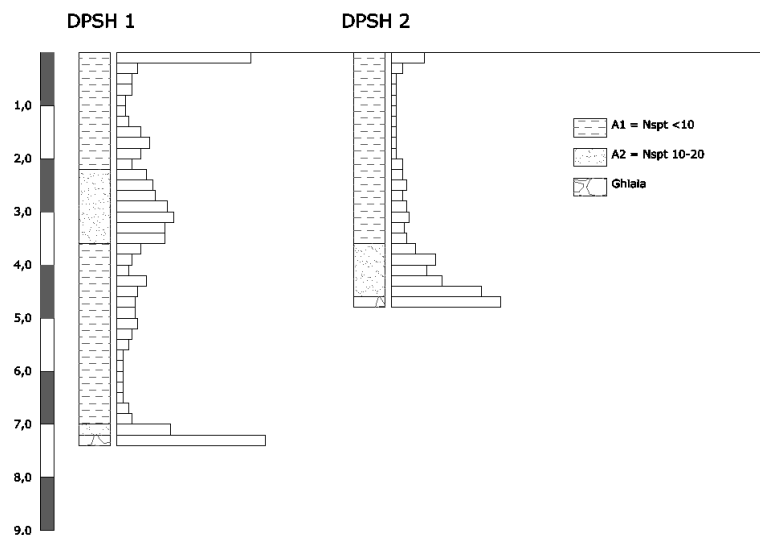 DPSH 1
DPSH 2
1,0
2,0
3,0
4,0
5,0
6,0
7,0
8,0
9,0
A1 = Nspt <10
A2 = Nspt 10-20
Ghiaia